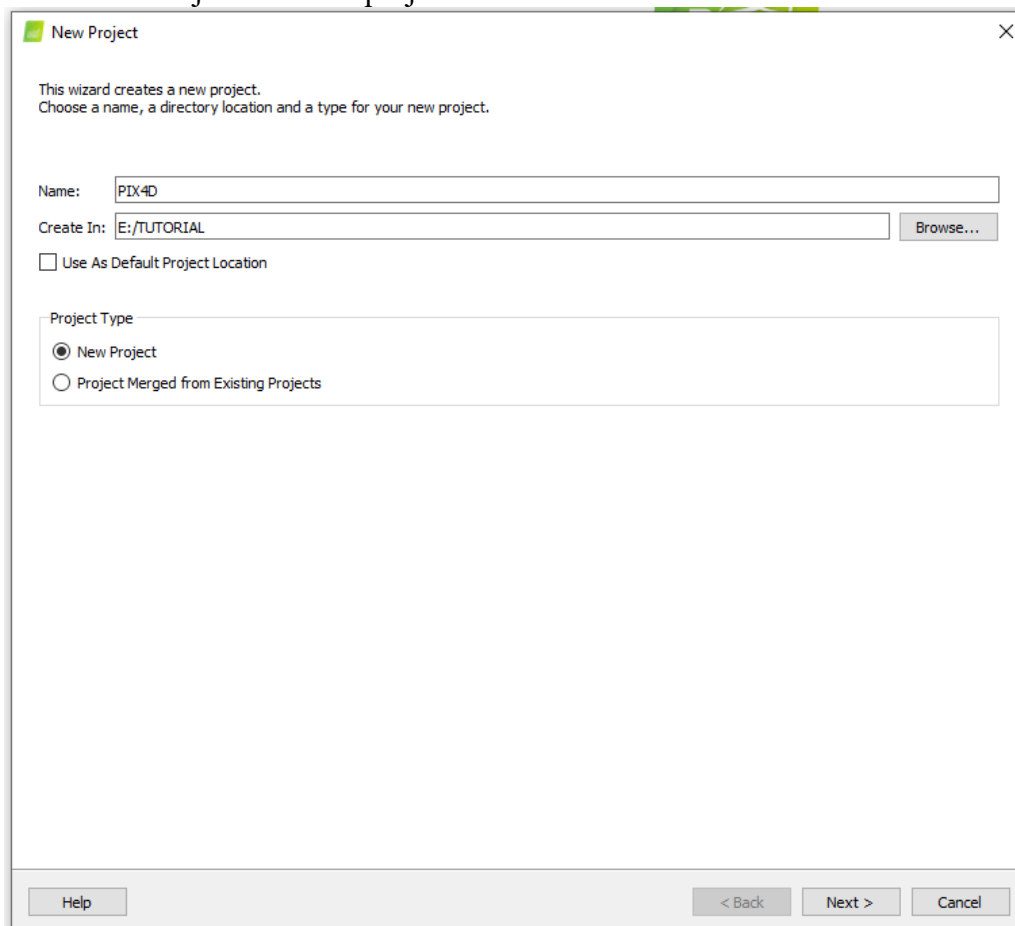 New Project
This wizard creates a new project.
Choose a name, a directory location and a type for your new project.
Name: PIX4D
Create In: E:/TUTORIAL Browse...
Use As Default Project Location
Project Type
New Project
Project Merged from Existing Projects
Help < Back Next > Cancel